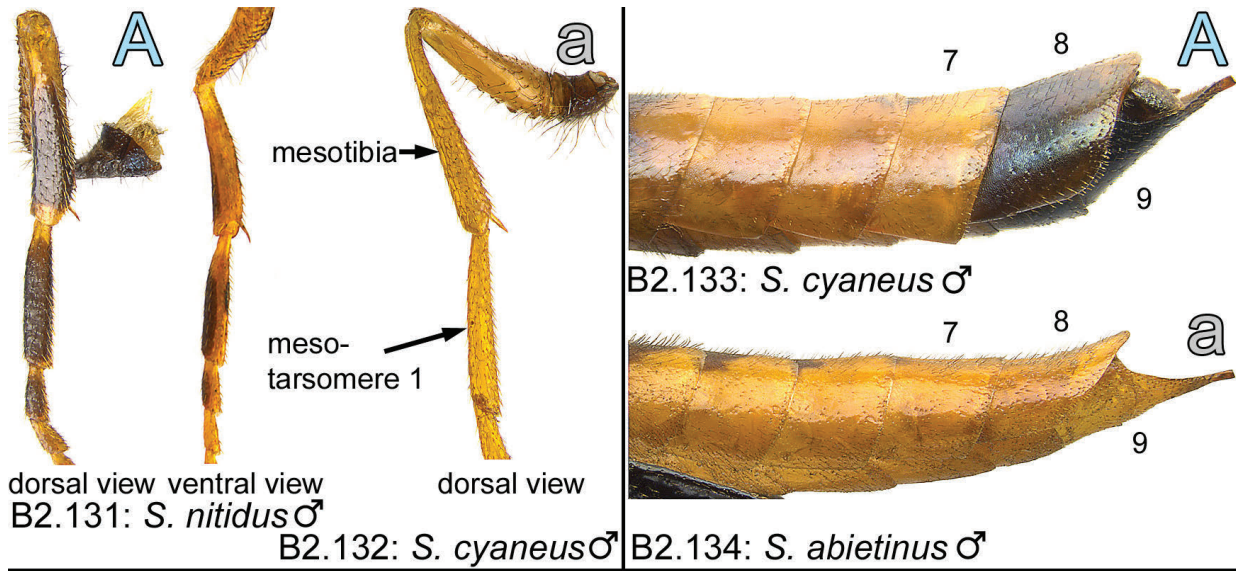 A
a
mesotibia
meso-
tarsomere 1
dorsal view ventral view
dorsal view
B2.131: S. nitidus ♂
B2.132: S. cyaneus ♂
7
8
A
9
B2.133: S. cyaneus ♂
7
8
a
9
B2.134: S. abietinus ♂